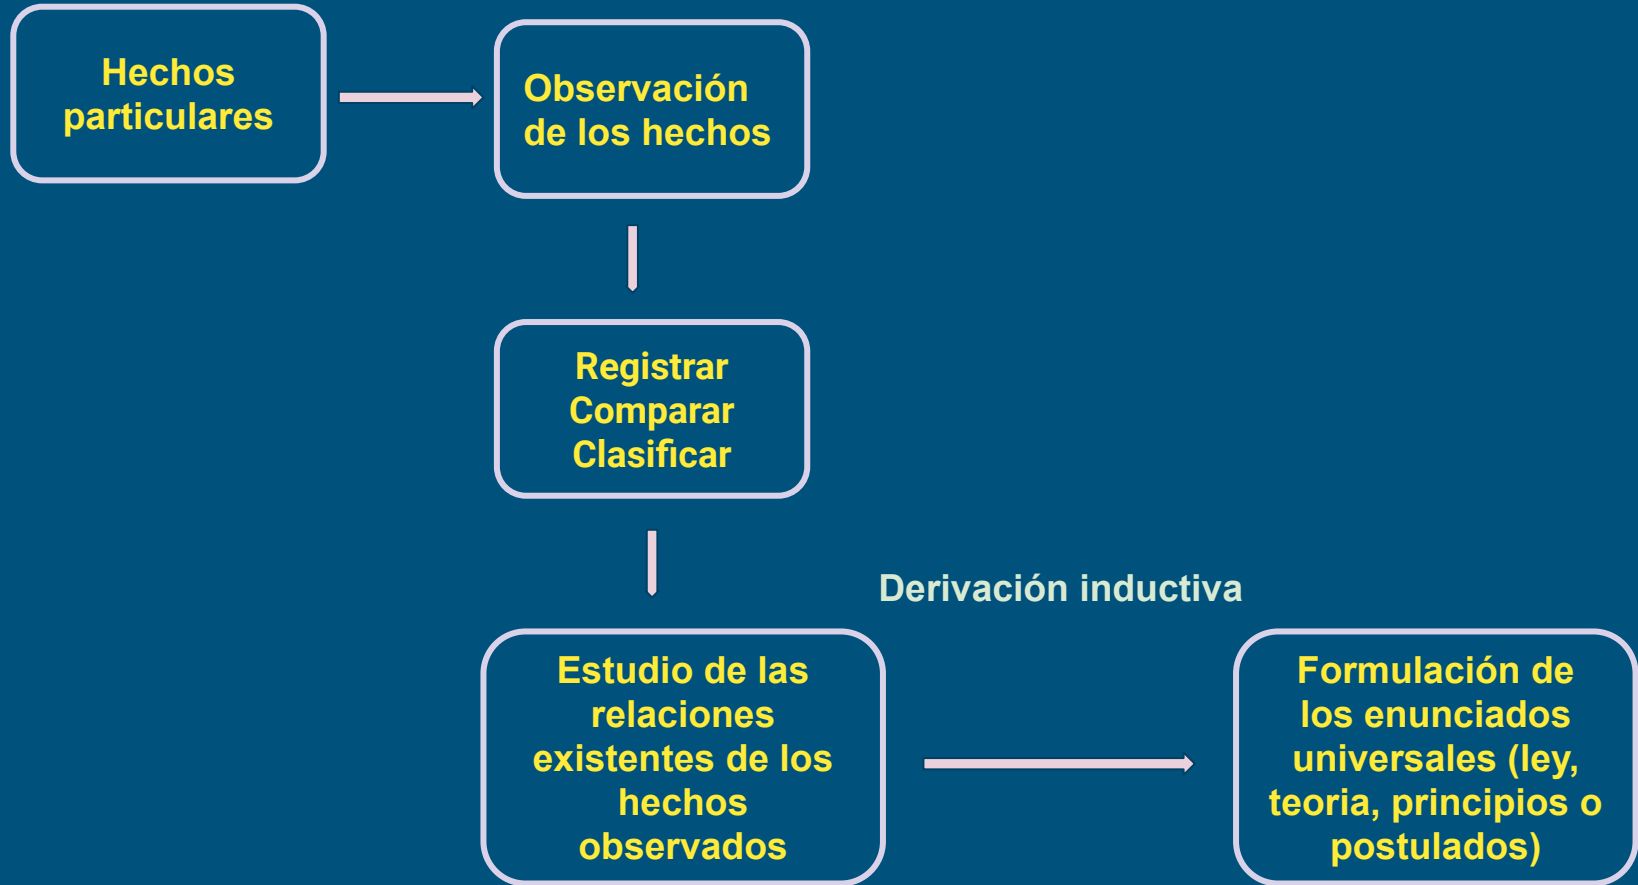 Hechos
particulares
Observación
de los hechos
Registrar
Comparar
Clasificar
Derivación inductiva
Estudio de las
relaciones
existentes de los
hechos
observados
Formulación de
los enunciados
universales (ley,
teoria, principios o
postulados)